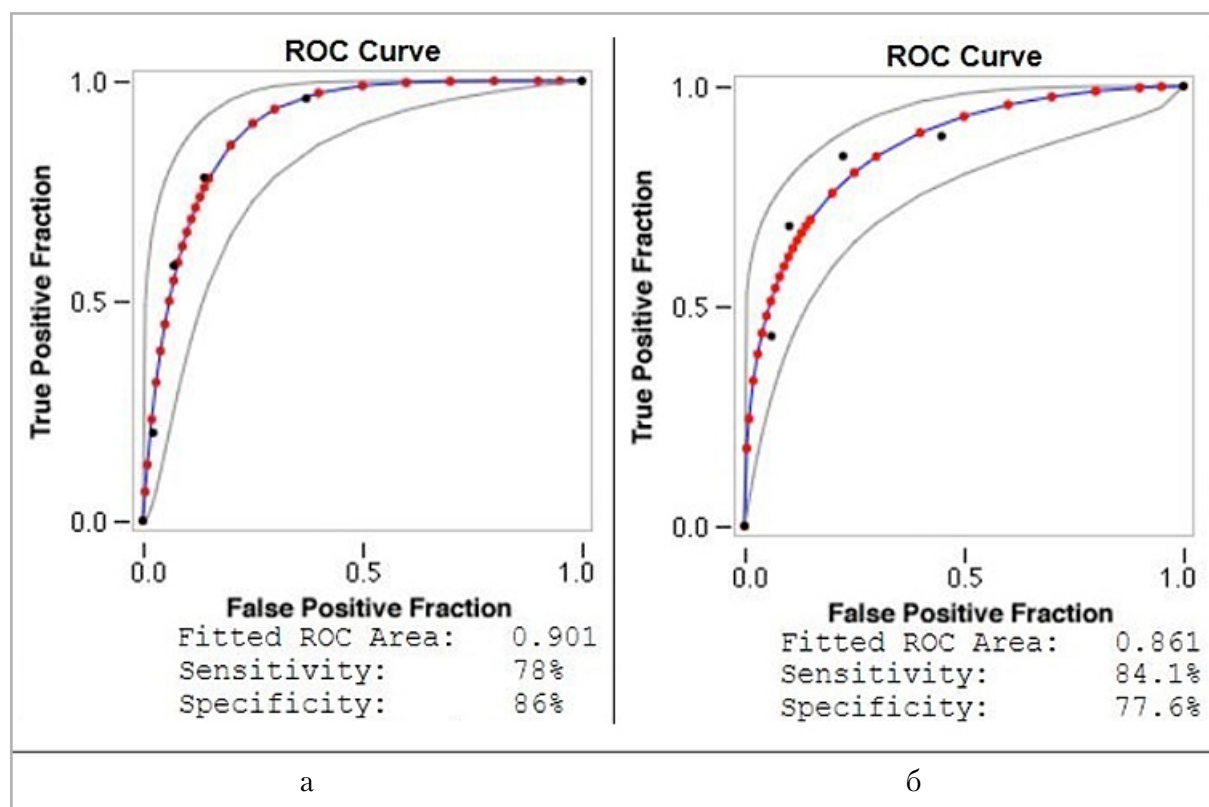 ROC Curve
True Positive Fraction
1.0
0.5
0.0
0.0 0.5 1.0
False Positive Fraction
Fitted ROC Area: 0.901
Sensitivity: 78%
Specificity: 86%
а
ROC Curve
True Positive Fraction
1.0
0.5
0.0
0.0 0.5 1.0
False Positive Fraction
Fitted ROC Area: 0.861
Sensitivity: 84.1%
Specificity: 77.6%
б